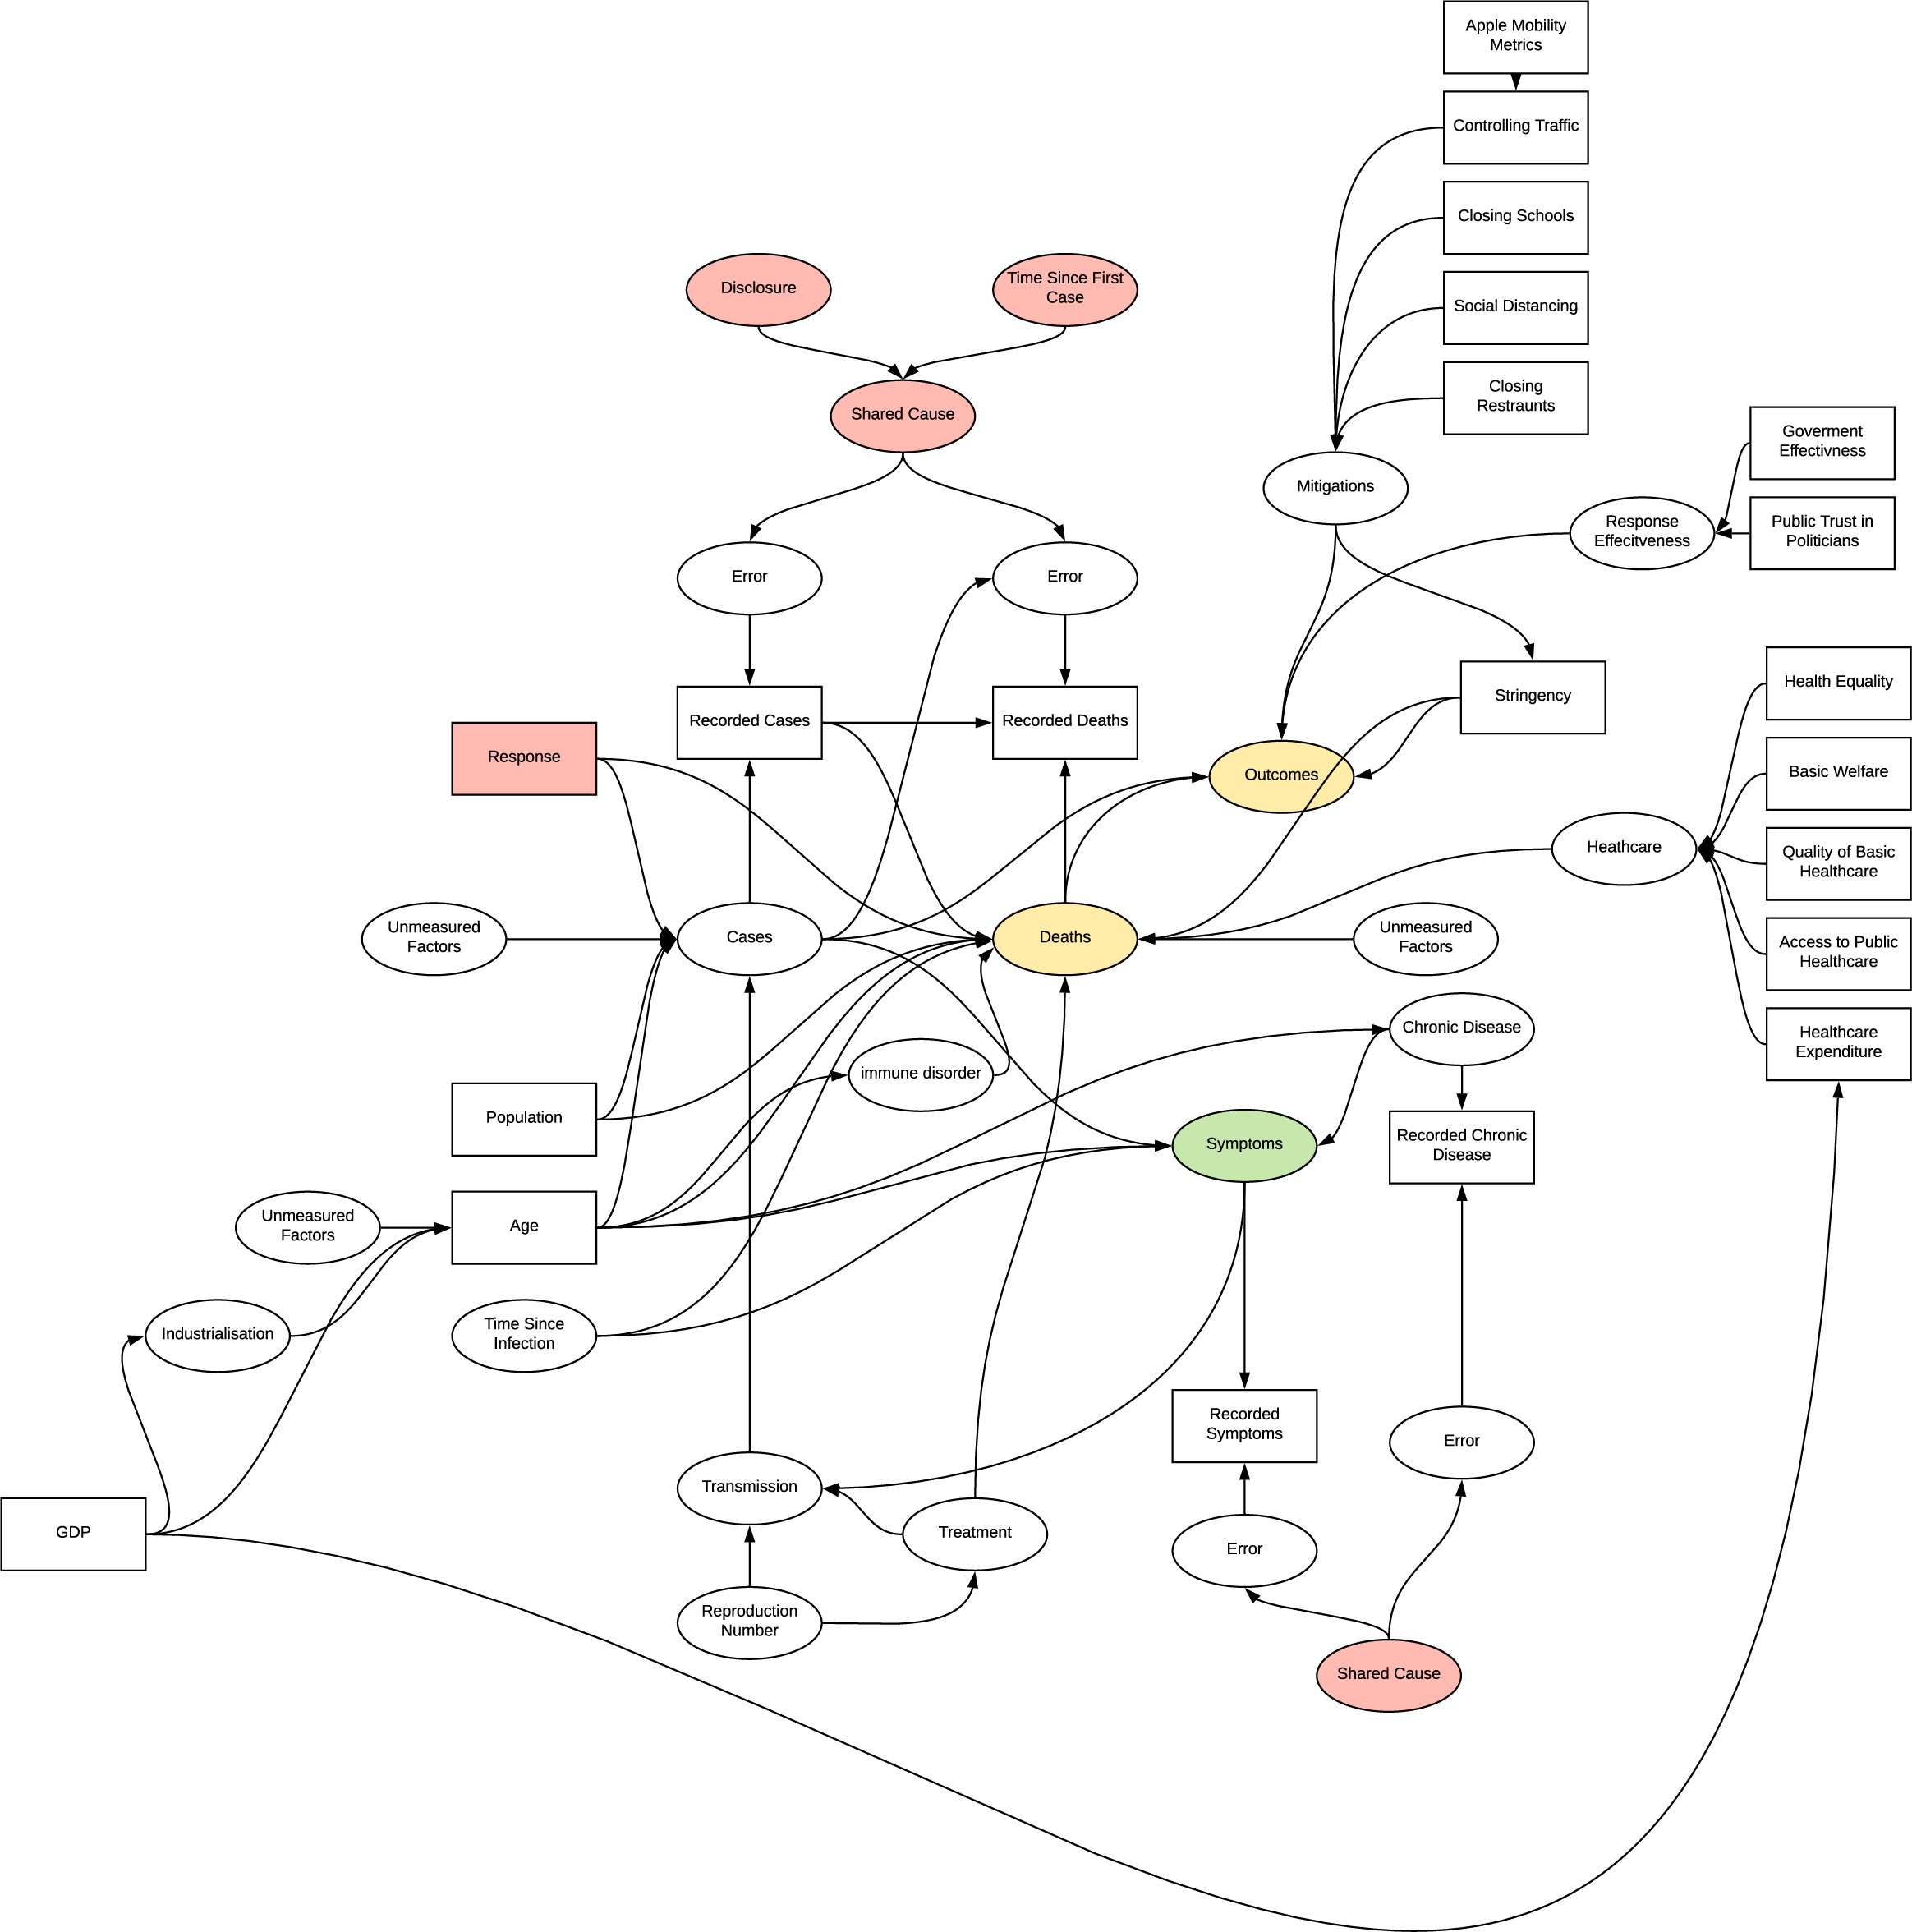 Apple Mobility
Metrics
Controlling Traffic
Closing Schools
Disclosure
Time Since First
Case
Social Distancing
Closing
Restraunts
Shared Cause
Goverment
Effectivness
Mitigations
Response
Effecitveness
Public Trust in
Politicians
Error
Error
Health Equality
Stringency
Recorded Cases
Recorded Deaths
Response
Outcomes
Basic Welfare
Heathcare
Quality of Basic
Healthcare
Unmeasured
Factors
Cases
Deaths
Unmeasured
Factors
Access to Public
Healthcare
Chronic Disease
Healthcare
Expenditure
immune disorder
Population
Symptoms
Recorded Chronic
Disease
Unmeasured
Factors
Age
Industrialisation
Time Since
Infection
Recorded
Symptoms
Error
Transmission
GDP
Treatment
Error
Reproduction
Number
Shared Cause